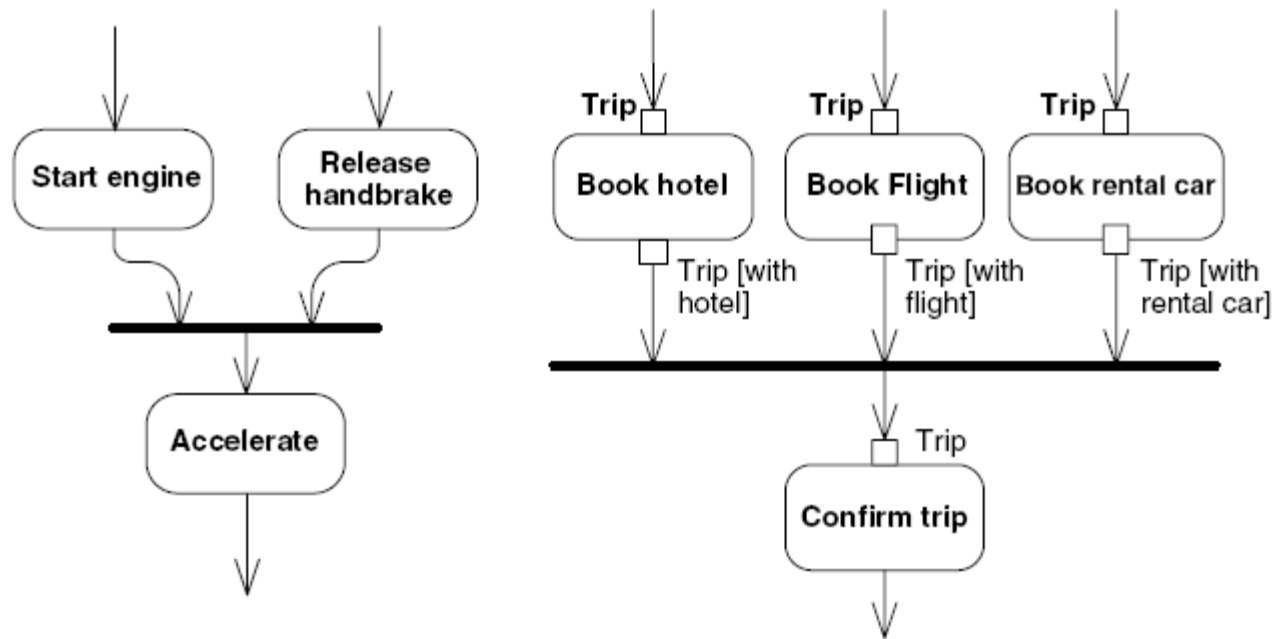 Start engine
Release
handbrake
Accelerate
Trip
Trip
Trip
Book hotel
Book Flight
Book rental car
Trip [with
hotel]
Trip [with
flight]
Trip [with
rental car]
Trip
Confirm trip